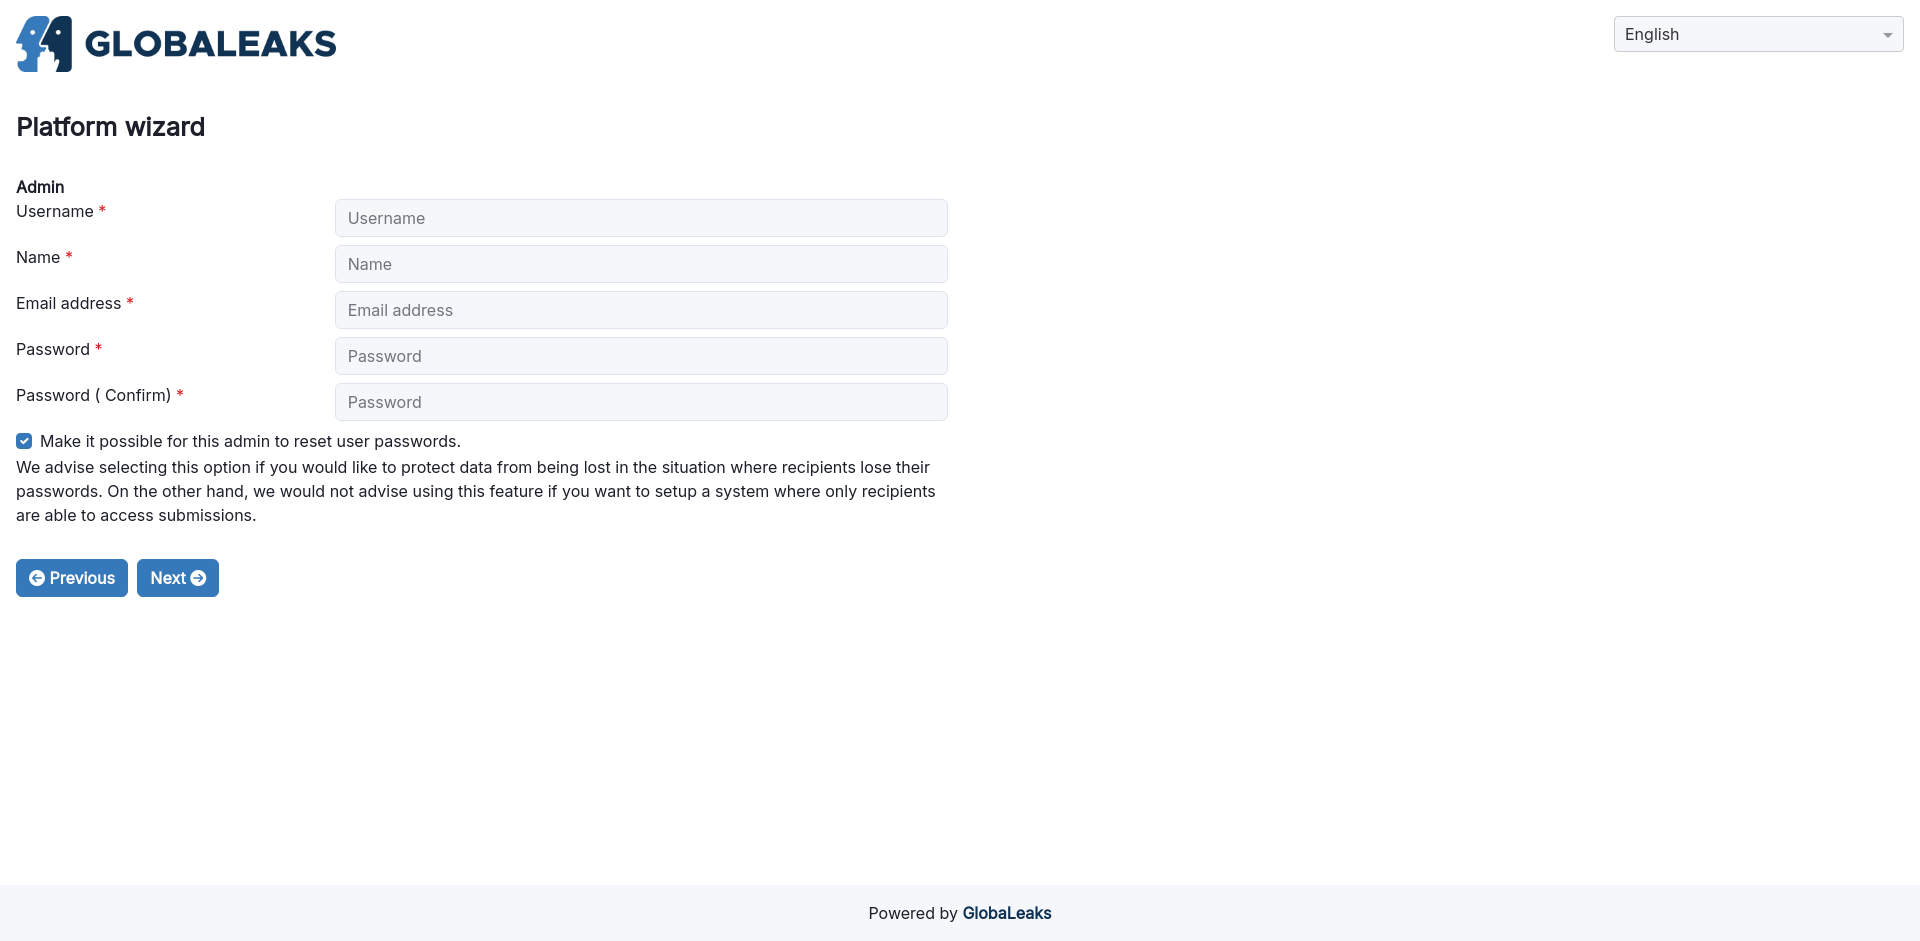 GLOBALEAKS
English
Platform wizard
Admin
Username *
Username
Name *
Name
Email address *
Email address
Password *
Password
Password ( Confirm) *
Password
Make it possible for this admin to reset user passwords.
We advise selecting this option if you would like to protect data from being lost in the situation where recipients lose their
passwords. On the other hand, we would not advise using this feature if you want to setup a system where only recipients
are able to access submissions.
Previous
Next
Powered by GlobaLeaks